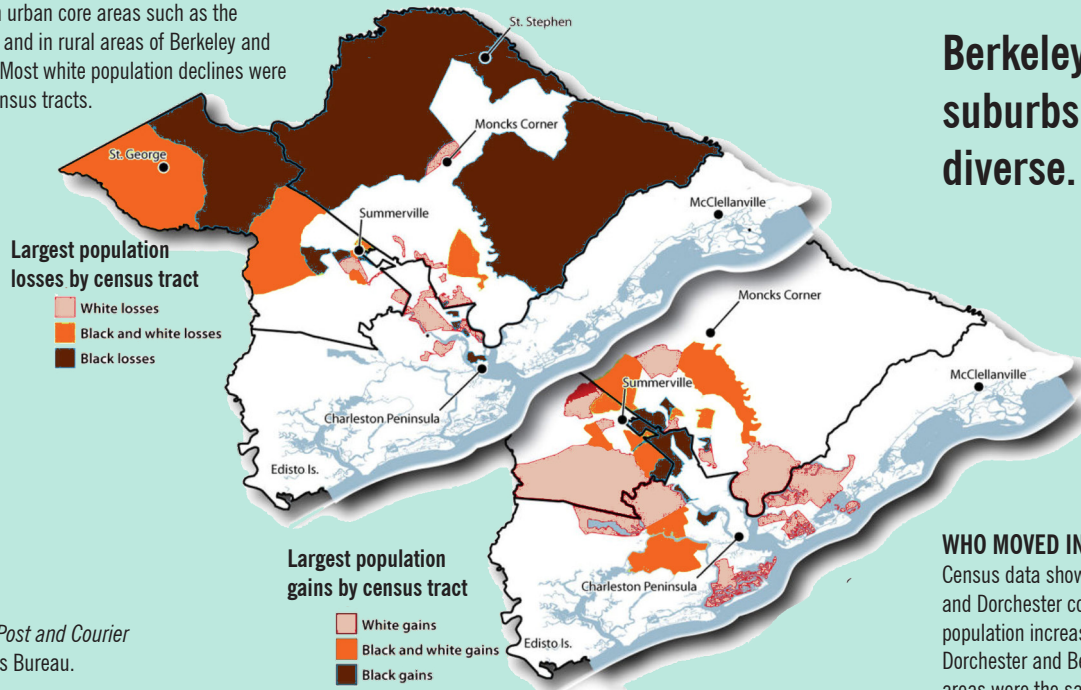 urban core areas such as the
and in rural areas of Berkeley and
Most white population declines were
census tracts.
St. Stephen
Moncks Corner
St. George
Summerville
McClellanville
Largest population
losses by census tract
White losses
Black and white losses
Black losses
Charleston Peninsula
Edisto Is.
Berkeley
suburbs
diverse.
Moncks Corner
McClellanville
Summerville
Charleston Peninsula
Edisto Is.
Largest population
gains by census tract
White gains
Black and white gains
Black gains
Post and Courier
Bureau.
WHO MOVED IN
Census data show
and Dorchester
population
Dorchester and
areas were the